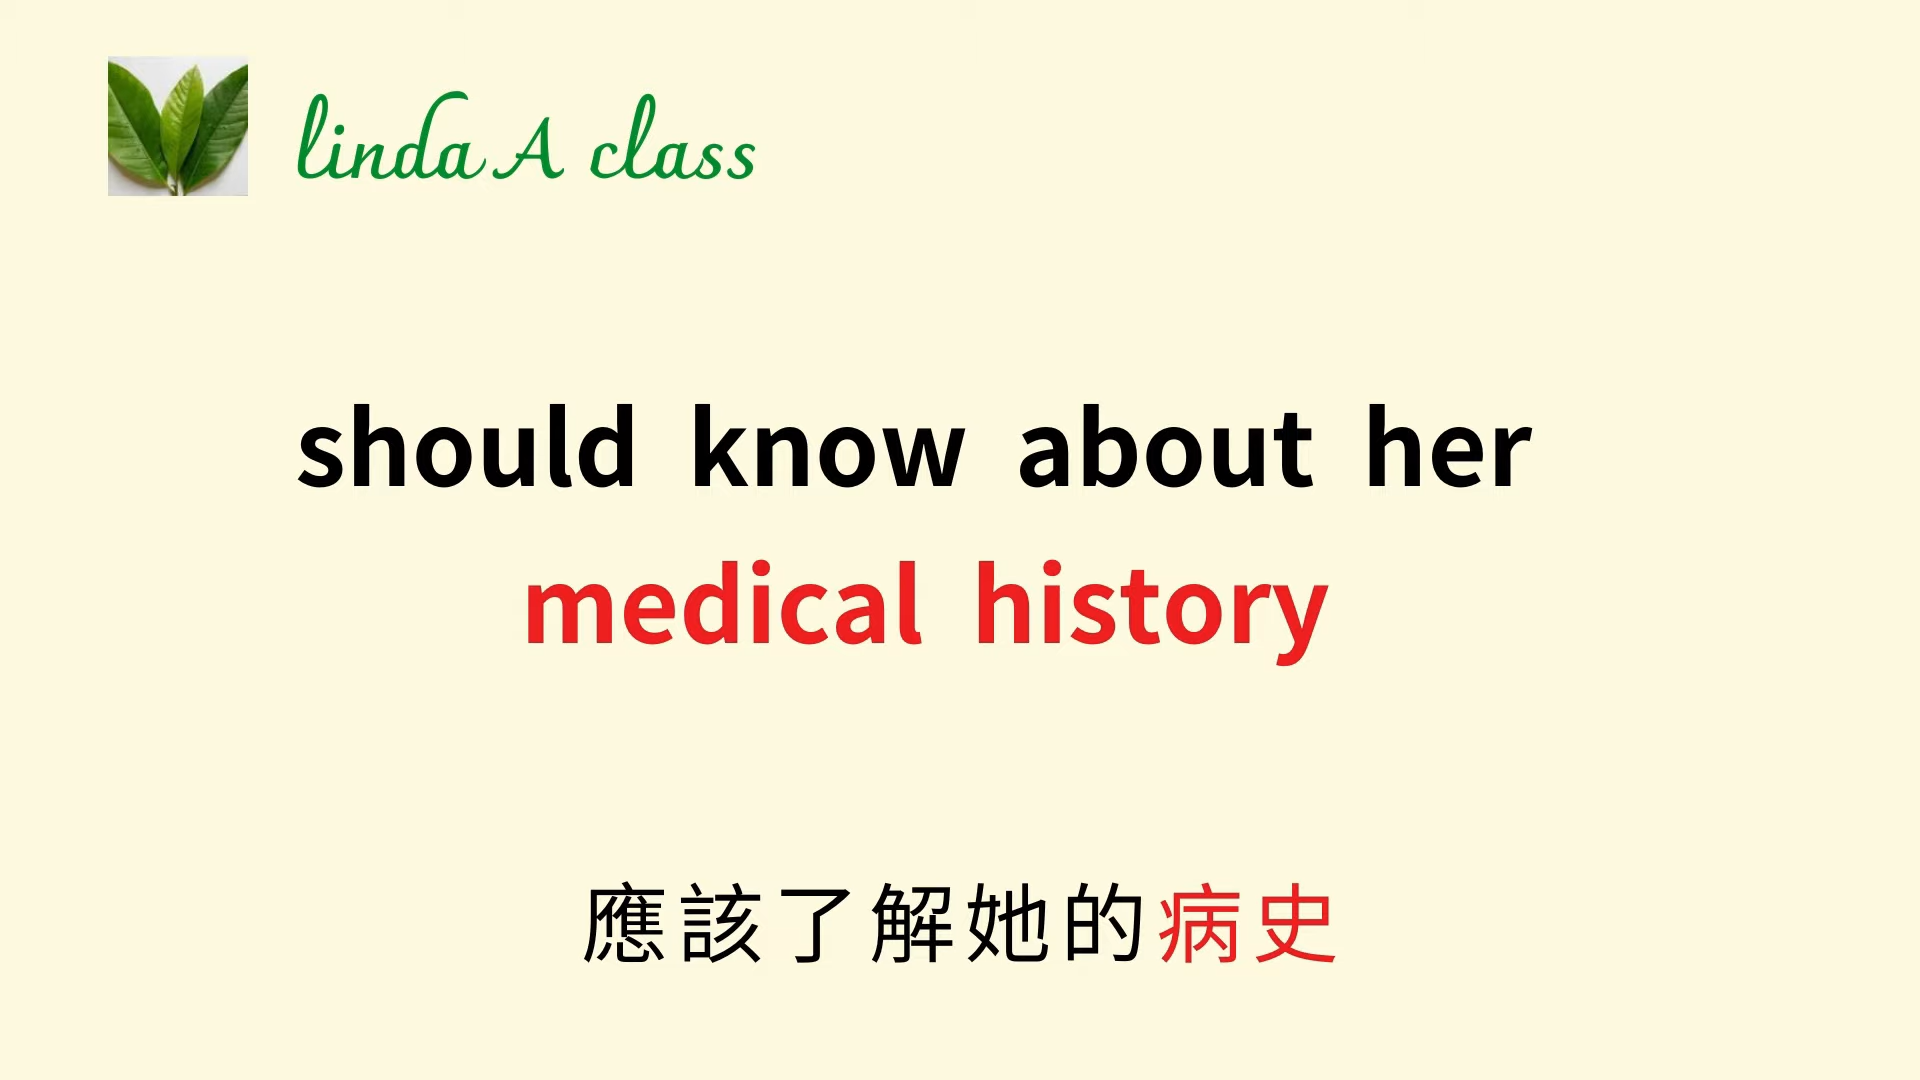 linda A class
should know about her
medical history
應該了解她的病史